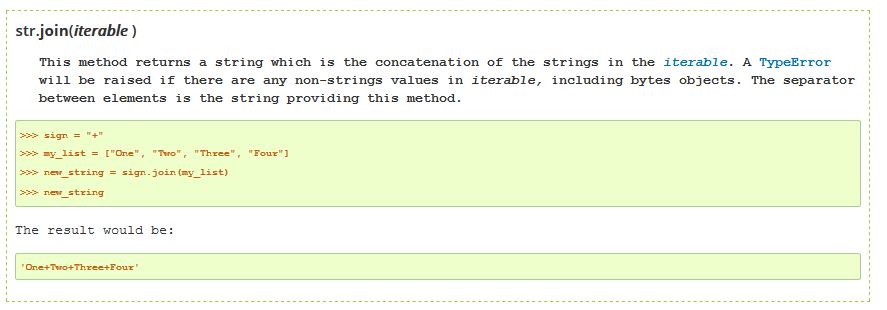 str.join(iterable )
This method returns a string which is the concatenation of the strings in the iterable. A TypeError
will be raised if there are any non-strings values in iterable, including bytes objects. The separator
between elements is the string providing this method.
>>> sign = "+"
>>> my_list = ["One", "Two", "Three", "Four"]
>>> new_string = sign.join(my_list)
>>> new_string
The result would be:
'One+Two+Three+Four'